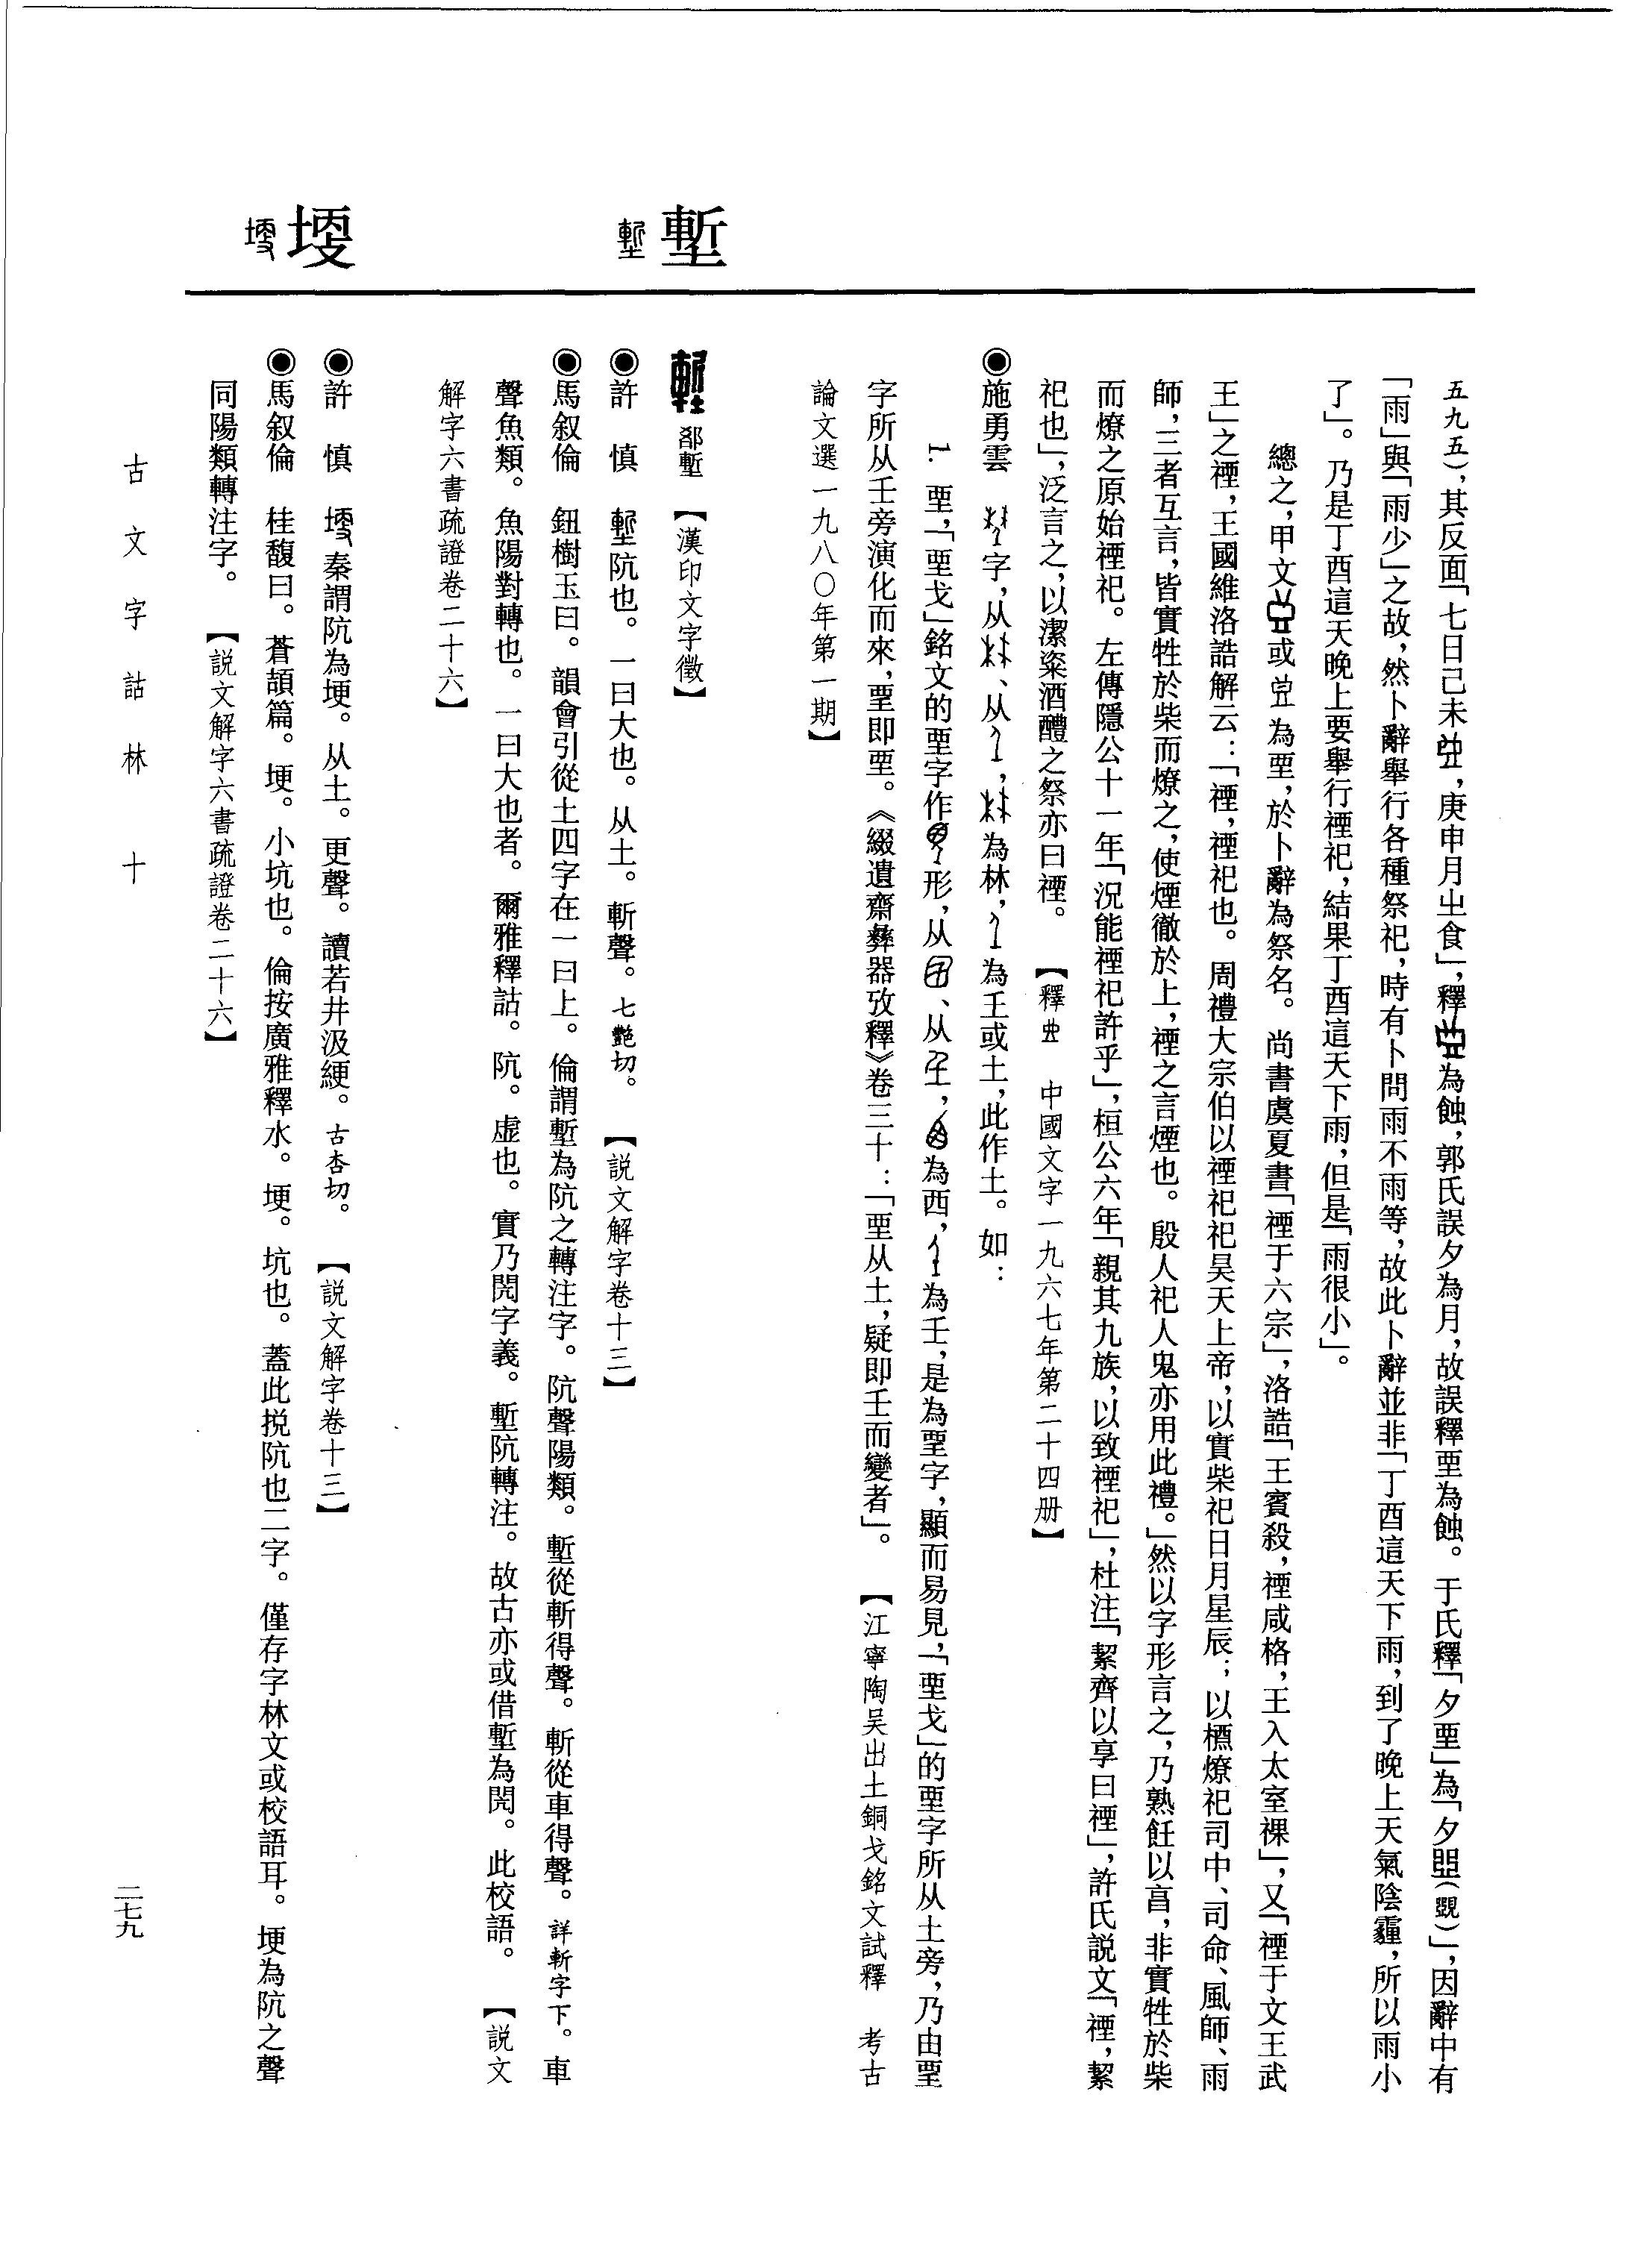 塹
埂
五九五），其反面「七日己未，庚申月㞢食」，釋為蝕，郭氏誤夕為月，故誤釋垔為蝕。于氏釋「夕垔」為「夕（覨）」，因辭中有
「雨」與「雨少」之故，然卜辭舉行各種祭祀，時有卜問雨不雨等，故此卜辭並非「丁酉這天下雨，到了晚上天氣陰霾，所以雨小
了」。乃是丁酉這天晚上要舉行禋祀，結果丁酉這天下雨，但是「雨很小」。
總之，甲文或為垔，於卜辭為祭名。尚書虞夏書「禋于六宗」，洛誥「王賓殺，禋咸格，王入太室祼」，又「禋于文王武
王」之禋，王國維洛誥解云：「禋，禋祀也。周禮大宗伯以禋祀祀昊天上帝，以實柴祀日月星辰；以槱燎祀司中、司命、風師、雨
師，三者互言，皆實牲於柴而燎之，使煙徹於上，禋之言煙也。殷人祀人鬼亦用此禮。」然以字形言之，乃熟飪以亯，非實牲於柴
而燎之原始禋祀。左傳隱公十一年「況能禋祀許乎」，桓公六年「親其九族，以致禋祀」，杜注「絜齊以享曰禋」，許氏說文「禋，絜
祀也」，泛言之，以潔粢酒醴之祭亦曰禋。【釋 中國文字一九六七年第二十四册】
◉施勇雲 字，从、从，為林，為壬或土，此作土。如：
1. 垔，「垔戈」銘文的垔字作形，从、从，為西，為壬，是為垔字，顯而易見，「垔戈」的垔字所从土旁，乃由垔
字所从壬旁演化而來，垔即垔。《綴遺齋彝器攷釋》卷三十：「垔从土，疑即壬而變者」。【江寧陶吴出土銅戈銘文試釋 考古
論文選一九八〇年第一期】
郤塹 【漢印文字徵】
◉許 慎 阬也。一曰大也。从土。斬聲。七艷切。【説文解字卷十三】
◉馬叙倫 鈕樹玉曰。韻會引從土四字在一曰上。倫謂塹為阬之轉注字。阬聲陽類。塹從斬得聲。斬從車得聲。詳斬字下。車
聲魚類。魚陽對轉也。一曰大也者。爾雅釋詁。阬。虛也。實乃閌字義。塹阬轉注。故古亦或借塹為閌。此校語。【説文
解字六書疏證卷二十六】
◉許 慎 秦謂阬為埂。从土。更聲。讀若井汲綆。古杏切。【説文解字卷十三】
◉馬叙倫 桂馥曰。蒼頡篇。埂。小坑也。倫按廣雅釋水。埂。坑也。蓋此捝阬也二字。僅存字林文或校語耳。埂為阬之聲
同陽類轉注字。【説文解字六書疏證卷二十六】
古文字詁林 十
二七九